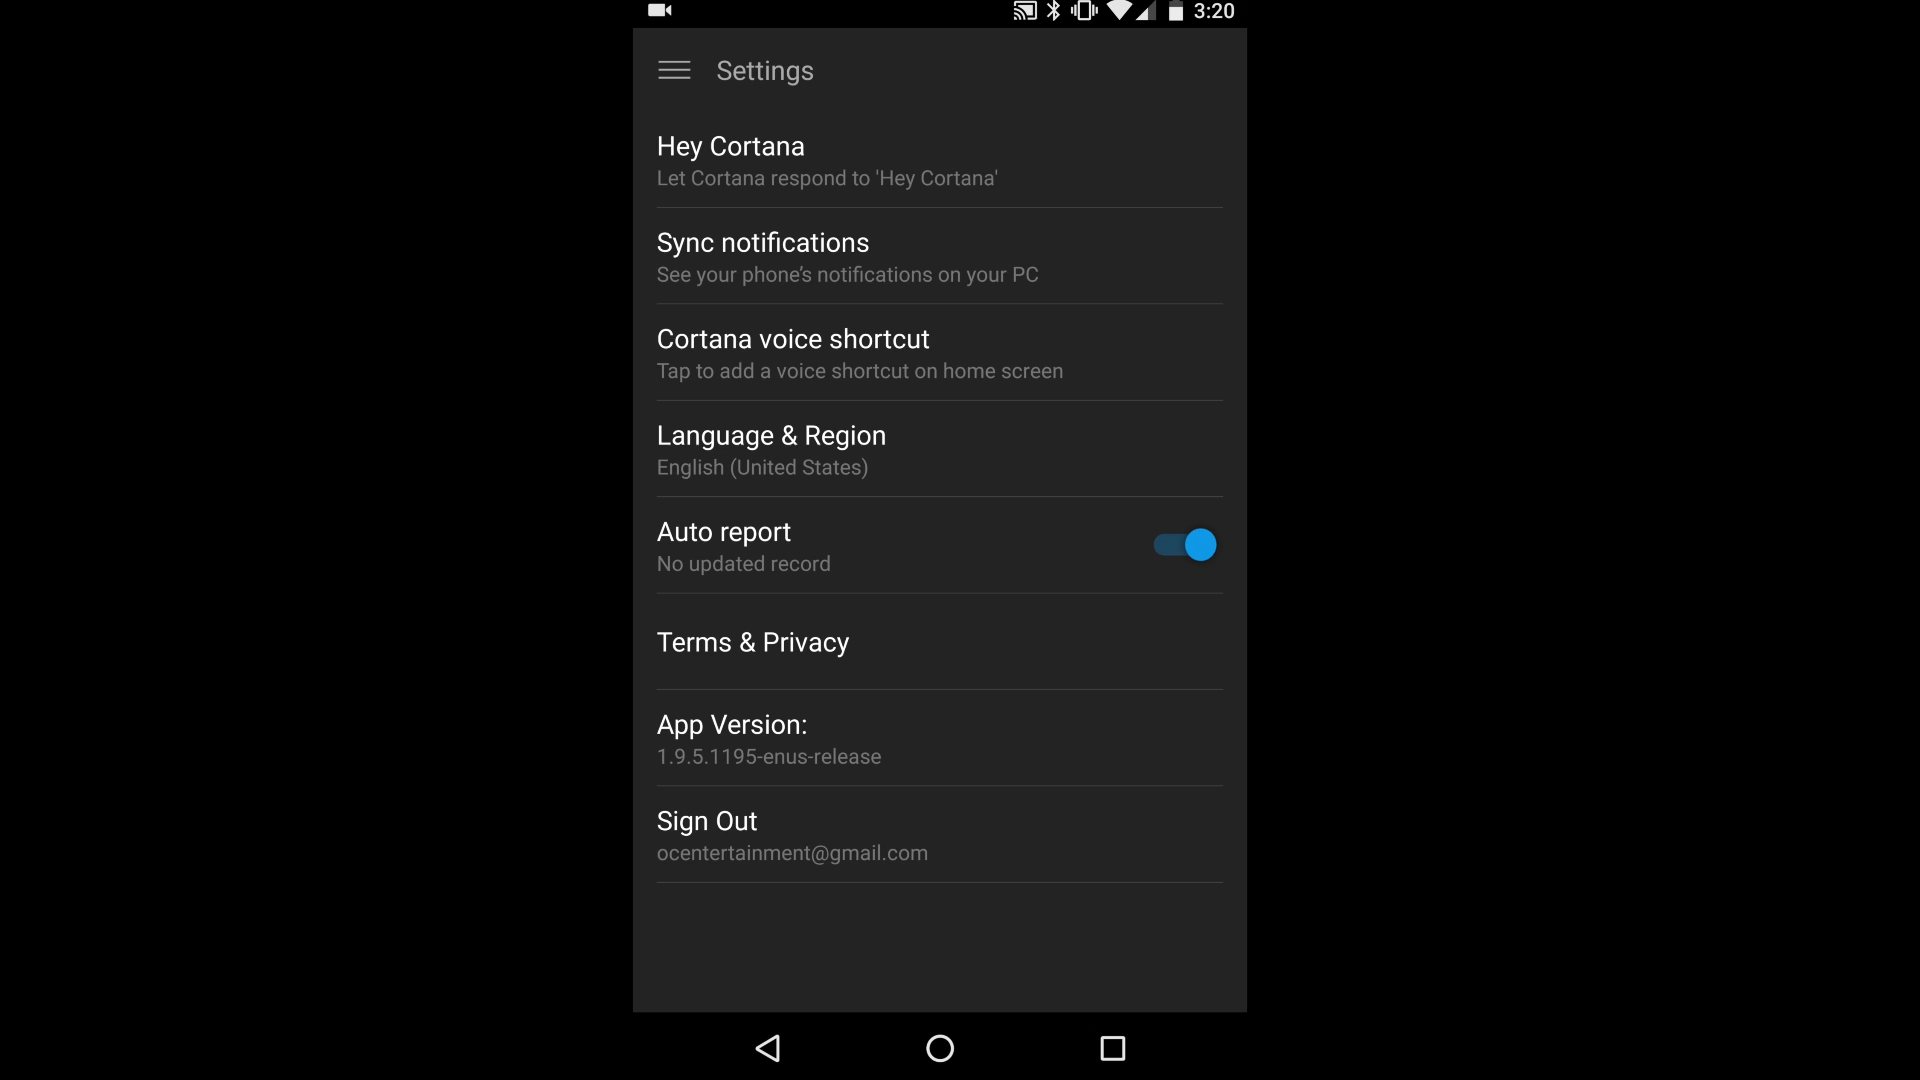 3:20
Settings
Hey Cortana
Let Cortana respond to 'Hey Cortana'
Sync notifications
See your phone’s notifications on your PC
Cortana voice shortcut
Tap to add a voice shortcut on home screen
Language & Region
English (United States)
Auto report
No updated record
Terms & Privacy
App Version:
1.9.5.1195-enus-release
Sign Out
ocentertainment@gmail.com